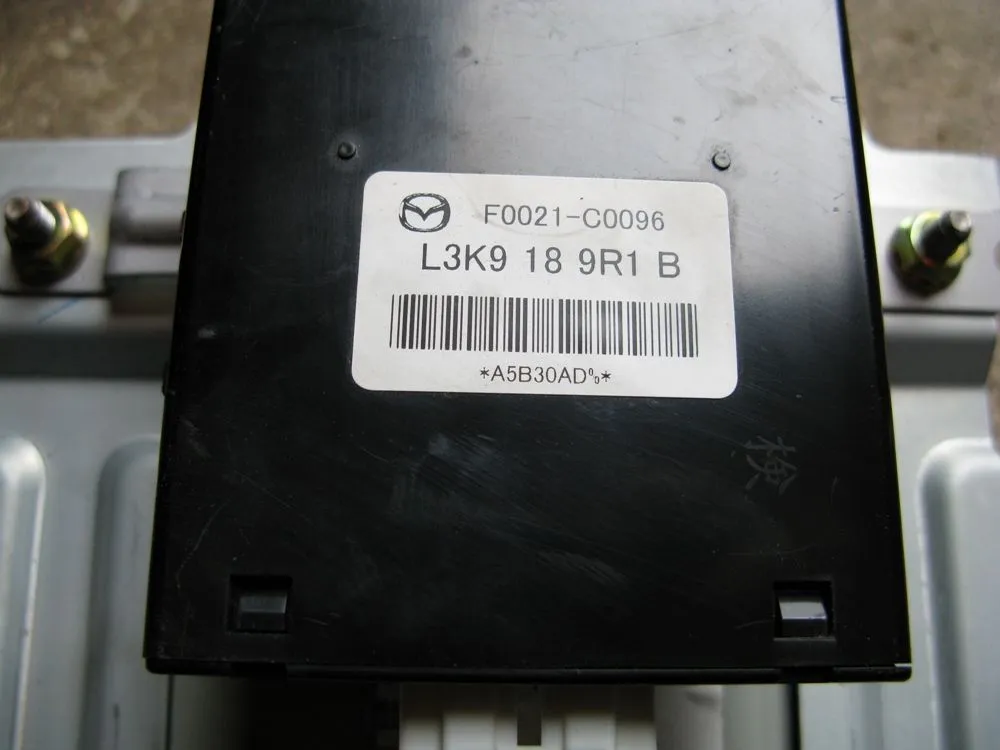 F0021-C0096
L3K9 18 9R1 B
*A5B30AD%*
検